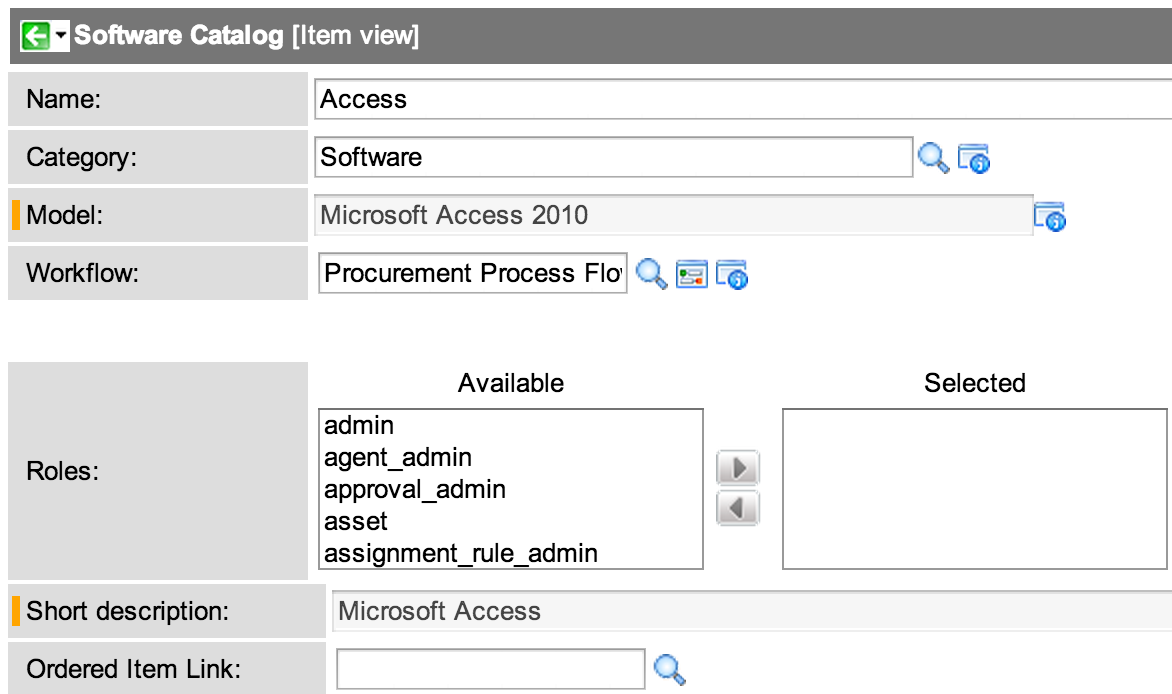 Software Catalog [Item view]
Name: Access
Category: Software
Model: Microsoft Access 2010
Workflow: Procurement Process Flo
Available Selected
Roles:
admin
agent_admin
approval_admin
asset
assignment_rule_admin
Short description: Microsoft Access
Ordered Item Link: